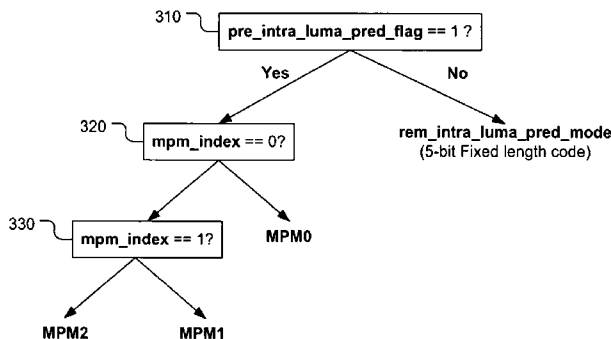 310
pre_intra_luma_pred_flag == 1 ?
Yes
No
320
mpm_index == 0?
rem_intra_luma_pred_mode
(5-bit Fixed length code)
330
mpm_index == 1?
MPM0
MPM2
MPM1